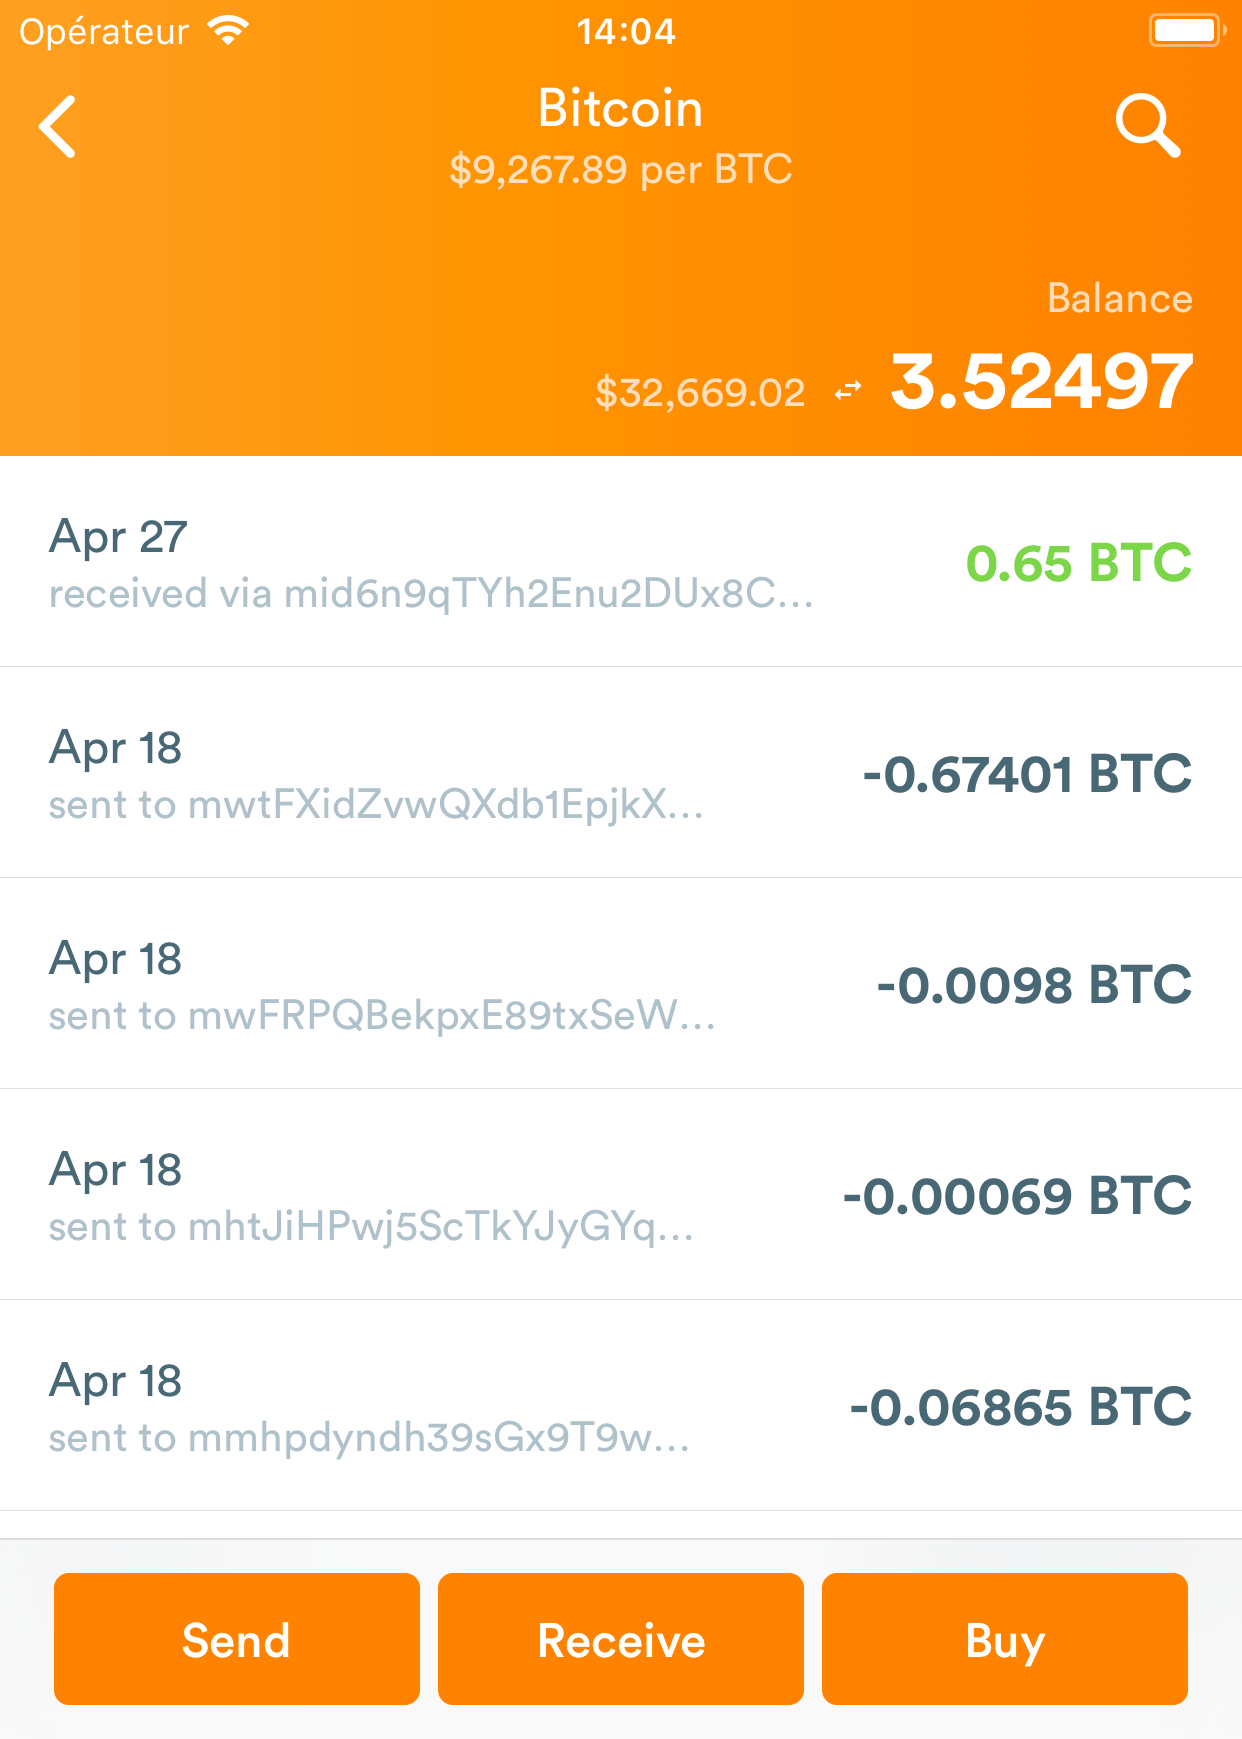 Opérateur 14:04
Bitcoin
$9,267.89 per BTC
Balance
$32,669.02 3.52497
Apr 27
received via mid6n9qTYh2Enu2DUx8C...
0.65 BTC
Apr 18
sent to mwtFXidZvwQXdb1EpjkX...
-0.67401 BTC
Apr 18
sent to mwFRPQBekpxE89txSeW...
-0.0098 BTC
Apr 18
sent to mhtJiHPwj5ScTkYJyGYq...
-0.00069 BTC
Apr 18
sent to mmhpdyndh39sGx9T9w...
-0.06865 BTC
Send Receive Buy